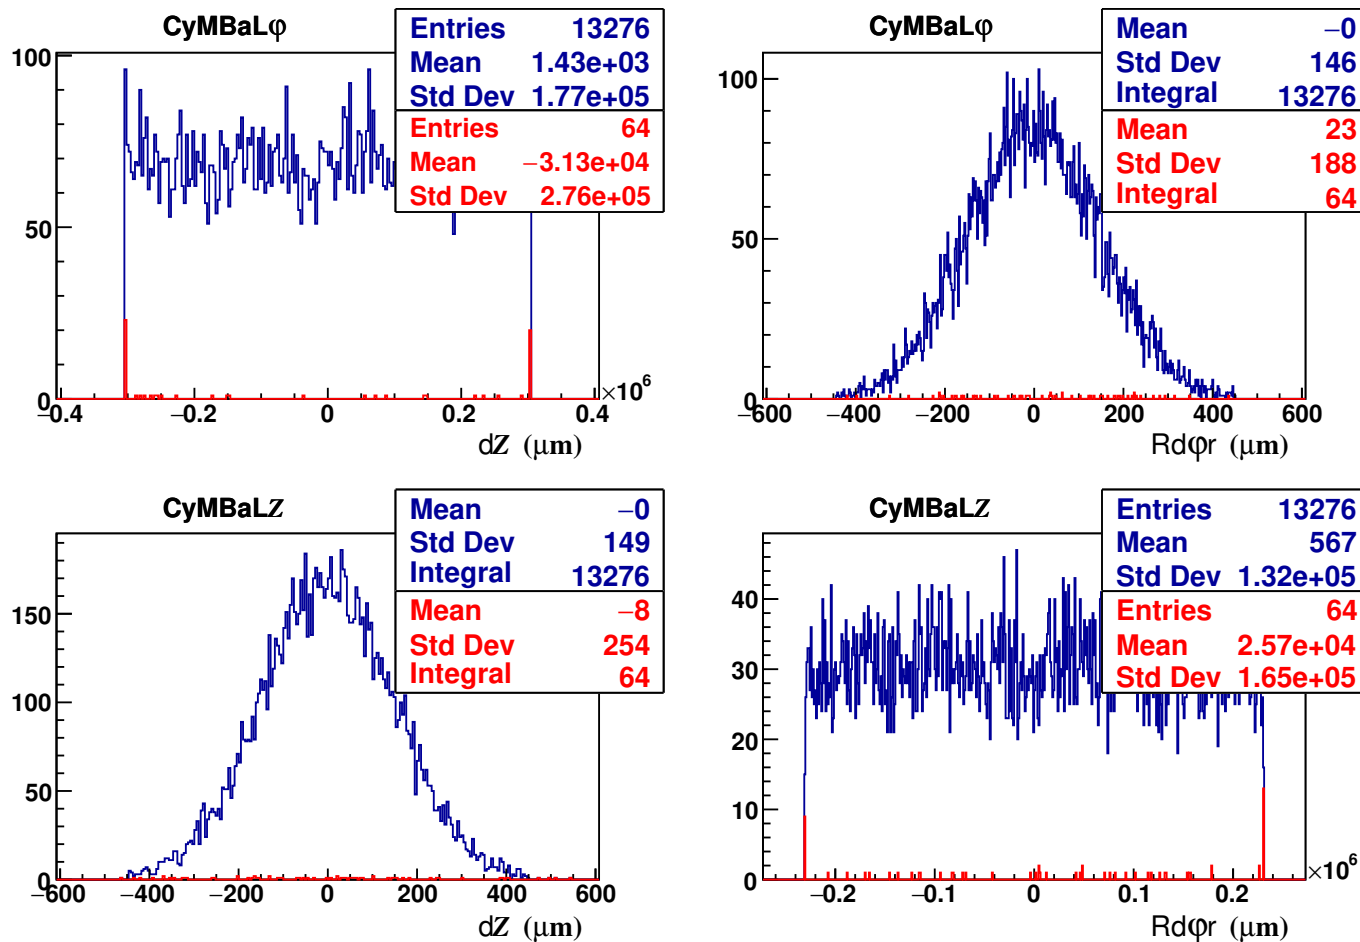 CyMBaLφ
Entries 13276
Mean 1.43e+03
Std Dev 1.77e+05
Entries 64
Mean −3.13e+04
Std Dev 2.76e+05
100
50
0
−0.4 −0.2 0 0.2 0.4
×10^6
dZ (μm)
CyMBaLφ
Mean −0
Std Dev 146
Integral 13276
Mean 23
Std Dev 188
Integral 64
100
50
0
−600 −400 −200 0 200 400 600
Rdφr (μm)
CyMBaLZ
Mean −0
Std Dev 149
Integral 13276
Mean −8
Std Dev 254
Integral 64
150
100
50
0
−600 −400 −200 0 200 400 600
dZ (μm)
CyMBaLZ
Entries 13276
Mean 567
Std Dev 1.32e+05
Entries 64
Mean 2.57e+04
Std Dev 1.65e+05
40
30
20
10
0
−0.2 −0.1 0 0.1 0.2
×10^6
Rdφr (μm)